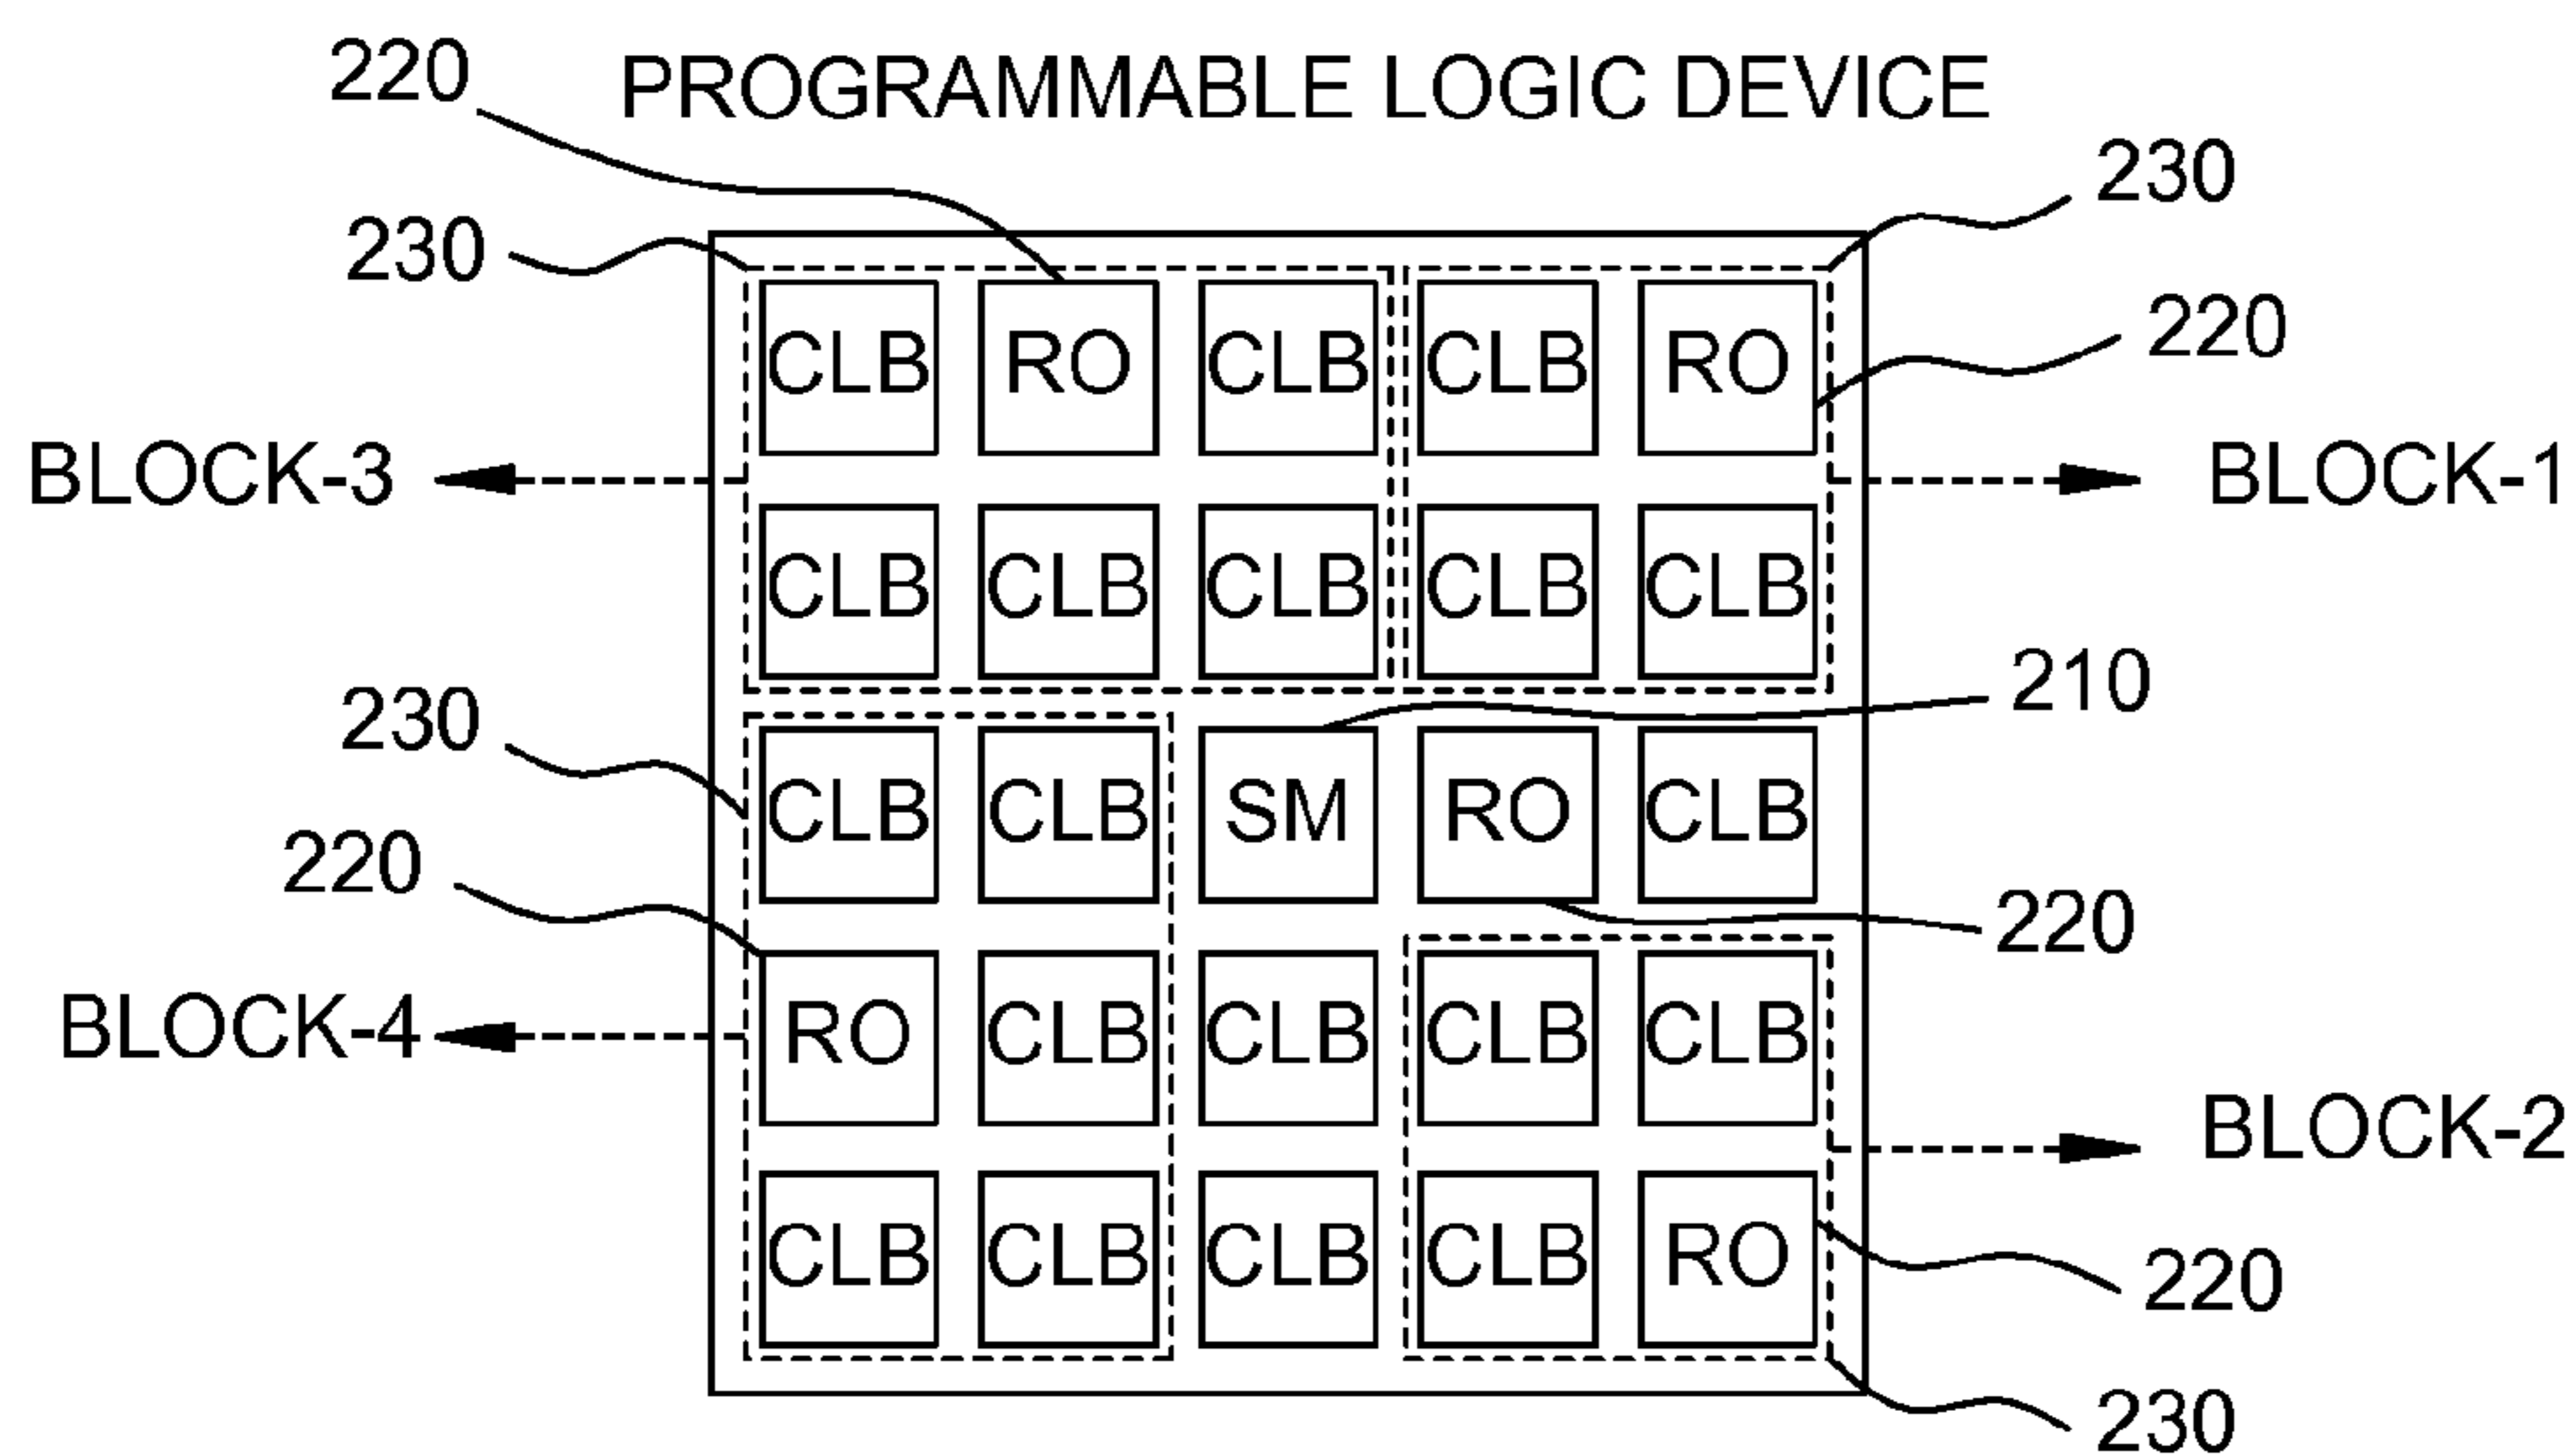 220 PROGRAMMABLE LOGIC DEVICE
230
230
CLB RO CLB CLB RO
220
BLOCK-3
BLOCK-1
CLB CLB CLB CLB CLB
210
230
CLB CLB SM RO CLB
220
220
BLOCK-4
RO CLB CLB CLB CLB
BLOCK-2
CLB CLB CLB CLB RO
220
230